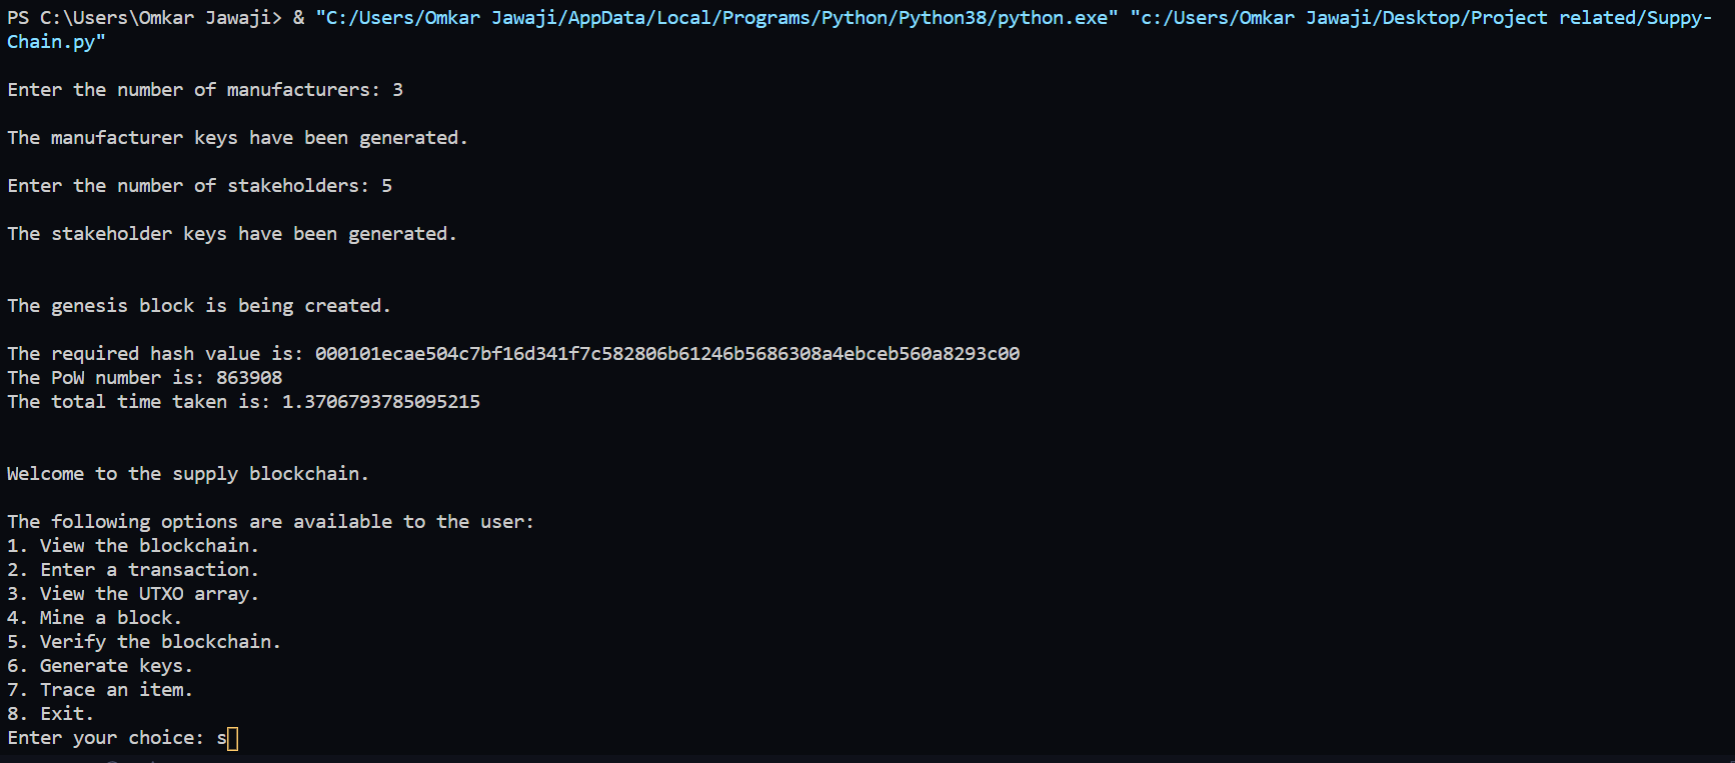 PS C:\Users\Omkar Jawaji> & "C:/Users/Omkar Jawaji/AppData/Local/Programs/Python/Python38/python.exe" "c:/Users/Omkar Jawaji/Desktop/Project related/Suppy-
Chain.py"
Enter the number of manufacturers: 3
The manufacturer keys have been generated.
Enter the number of stakeholders: 5
The stakeholder keys have been generated.
The genesis block is being created.
The required hash value is: 000101ecae504c7bf16d341f7c582806b61246b5686308a4ebceb560a8293c00
The PoW number is: 863908
The total time taken is: 1.3706793785095215
Welcome to the supply blockchain.
The following options are available to the user:
1. View the blockchain.
2. Enter a transaction.
3. View the UTXO array.
4. Mine a block.
5. Verify the blockchain.
6. Generate keys.
7. Trace an item.
8. Exit.
Enter your choice: s